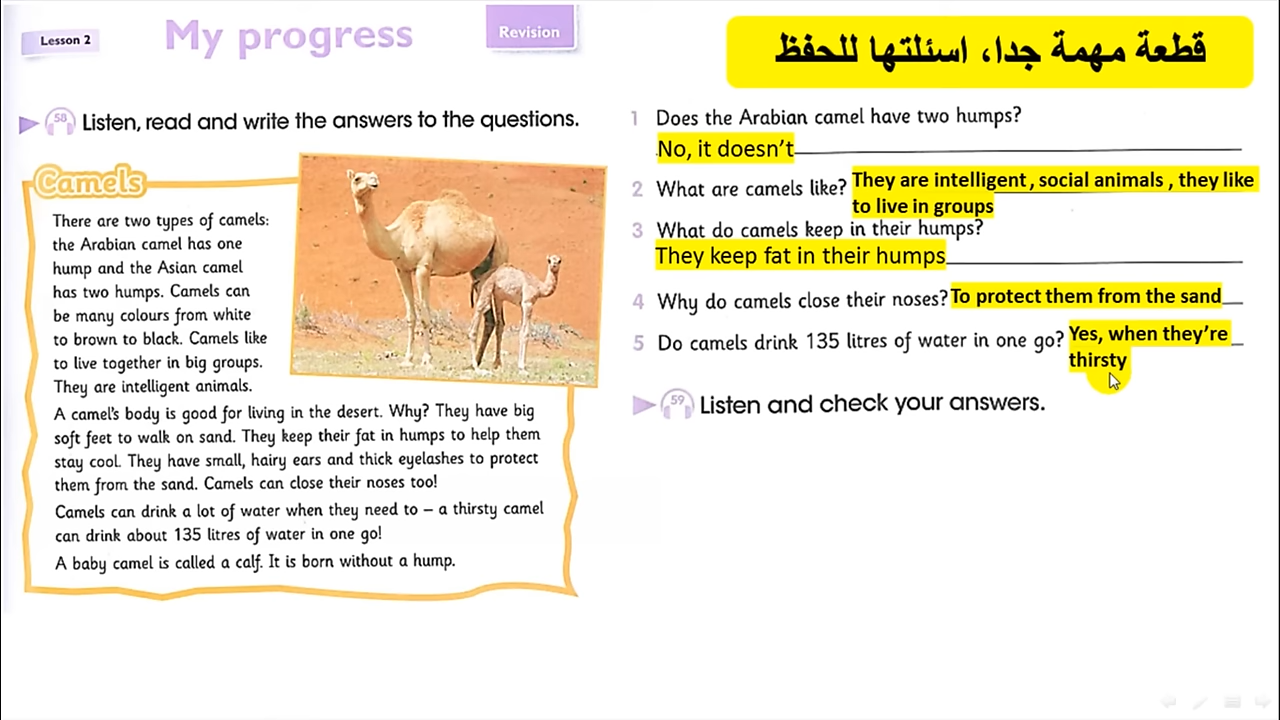 Lesson 2
My progress
Revision
قطعة مهمة جدا، اسئلتها للحفظ
58
Listen, read and write the answers to the questions.
Camels
There are two types of camels:
the Arabian camel has one
hump and the Asian camel
has two humps. Camels can
be many colours from white
to brown to black. Camels like
to live together in big groups.
They are intelligent animals.
A camel's body is good for living in the desert. Why? They have big
soft feet to walk on sand. They keep their fat in humps to help them
stay cool. They have small, hairy ears and thick eyelashes to protect
them from the sand. Camels can close their noses too!
Camels can drink a lot of water when they need to – a thirsty camel
can drink about 135 litres of water in one go!
A baby camel is called a calf. It is born without a hump.
1 Does the Arabian camel have two humps?
No, it doesn't
2 What are camels like? They are intelligent , social animals , they like
to live in groups
3 What do camels keep in their humps?
They keep fat in their humps
4 Why do camels close their noses? To protect them from the sand
5 Do camels drink 135 litres of water in one go? Yes, when they're
thirsty
59
Listen and check your answers.